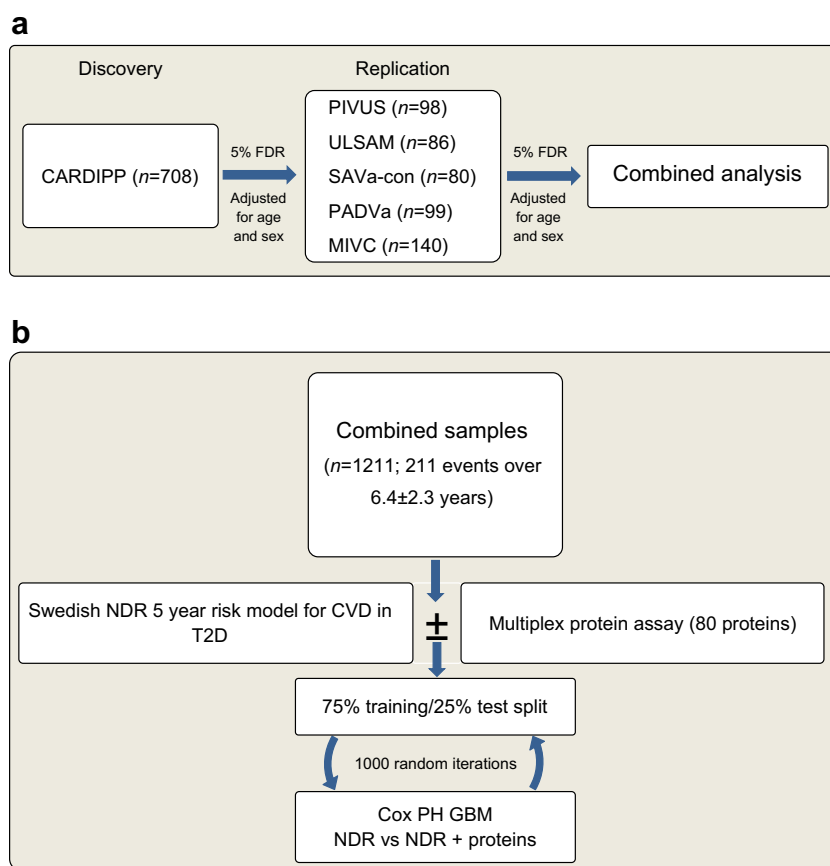 a
Discovery
Replication
CARDIPP (n=708)
5% FDR
Adjusted
for age
and sex
PIVUS (n=98)
ULSAM (n=86)
SAVa-con (n=80)
PADVa (n=99)
MIVC (n=140)
5% FDR
Adjusted
for age
and sex
Combined analysis
b
Combined samples
(n=1211; 211 events over
6.4±2.3 years)
Swedish NDR 5 year risk model for CVD in
T2D
±
Multiplex protein assay (80 proteins)
75% training/25% test split
1000 random iterations
Cox PH GBM
NDR vs NDR + proteins